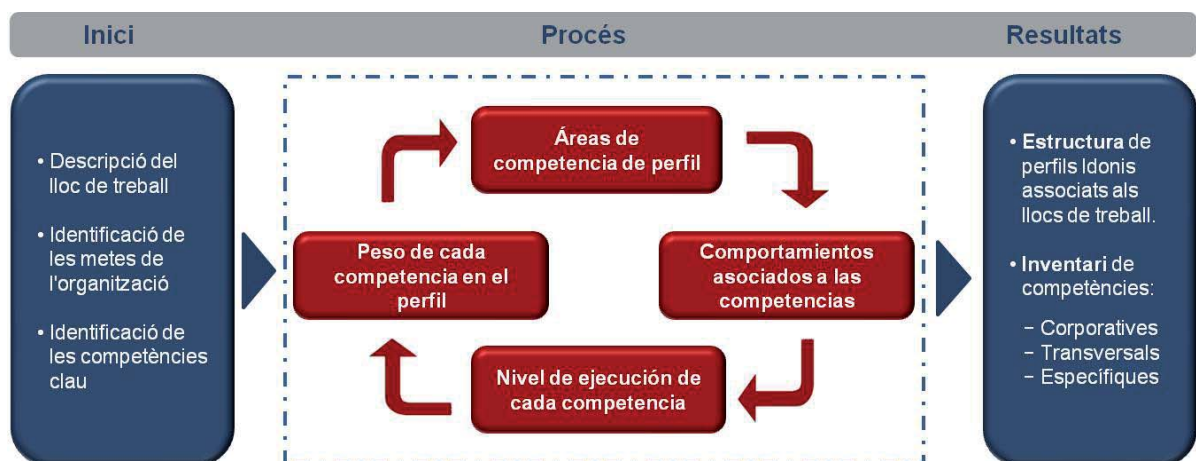 Inici
Procés
Resultats
• Descripció del
lloc de treball
• Identificació de
les metes de
l'organització
• Identificació de
les competències
clau
Áreas de
competencia de perfil
Peso de cada
competencia en el
perfil
Comportamientos
asociados a las
competencias
Nivel de ejecución de
cada competencia
• Estructura de
perfils Idonis
associats als
llocs de treball.
• Inventari de
competències:
− Corporatives
− Transversals
− Específiques